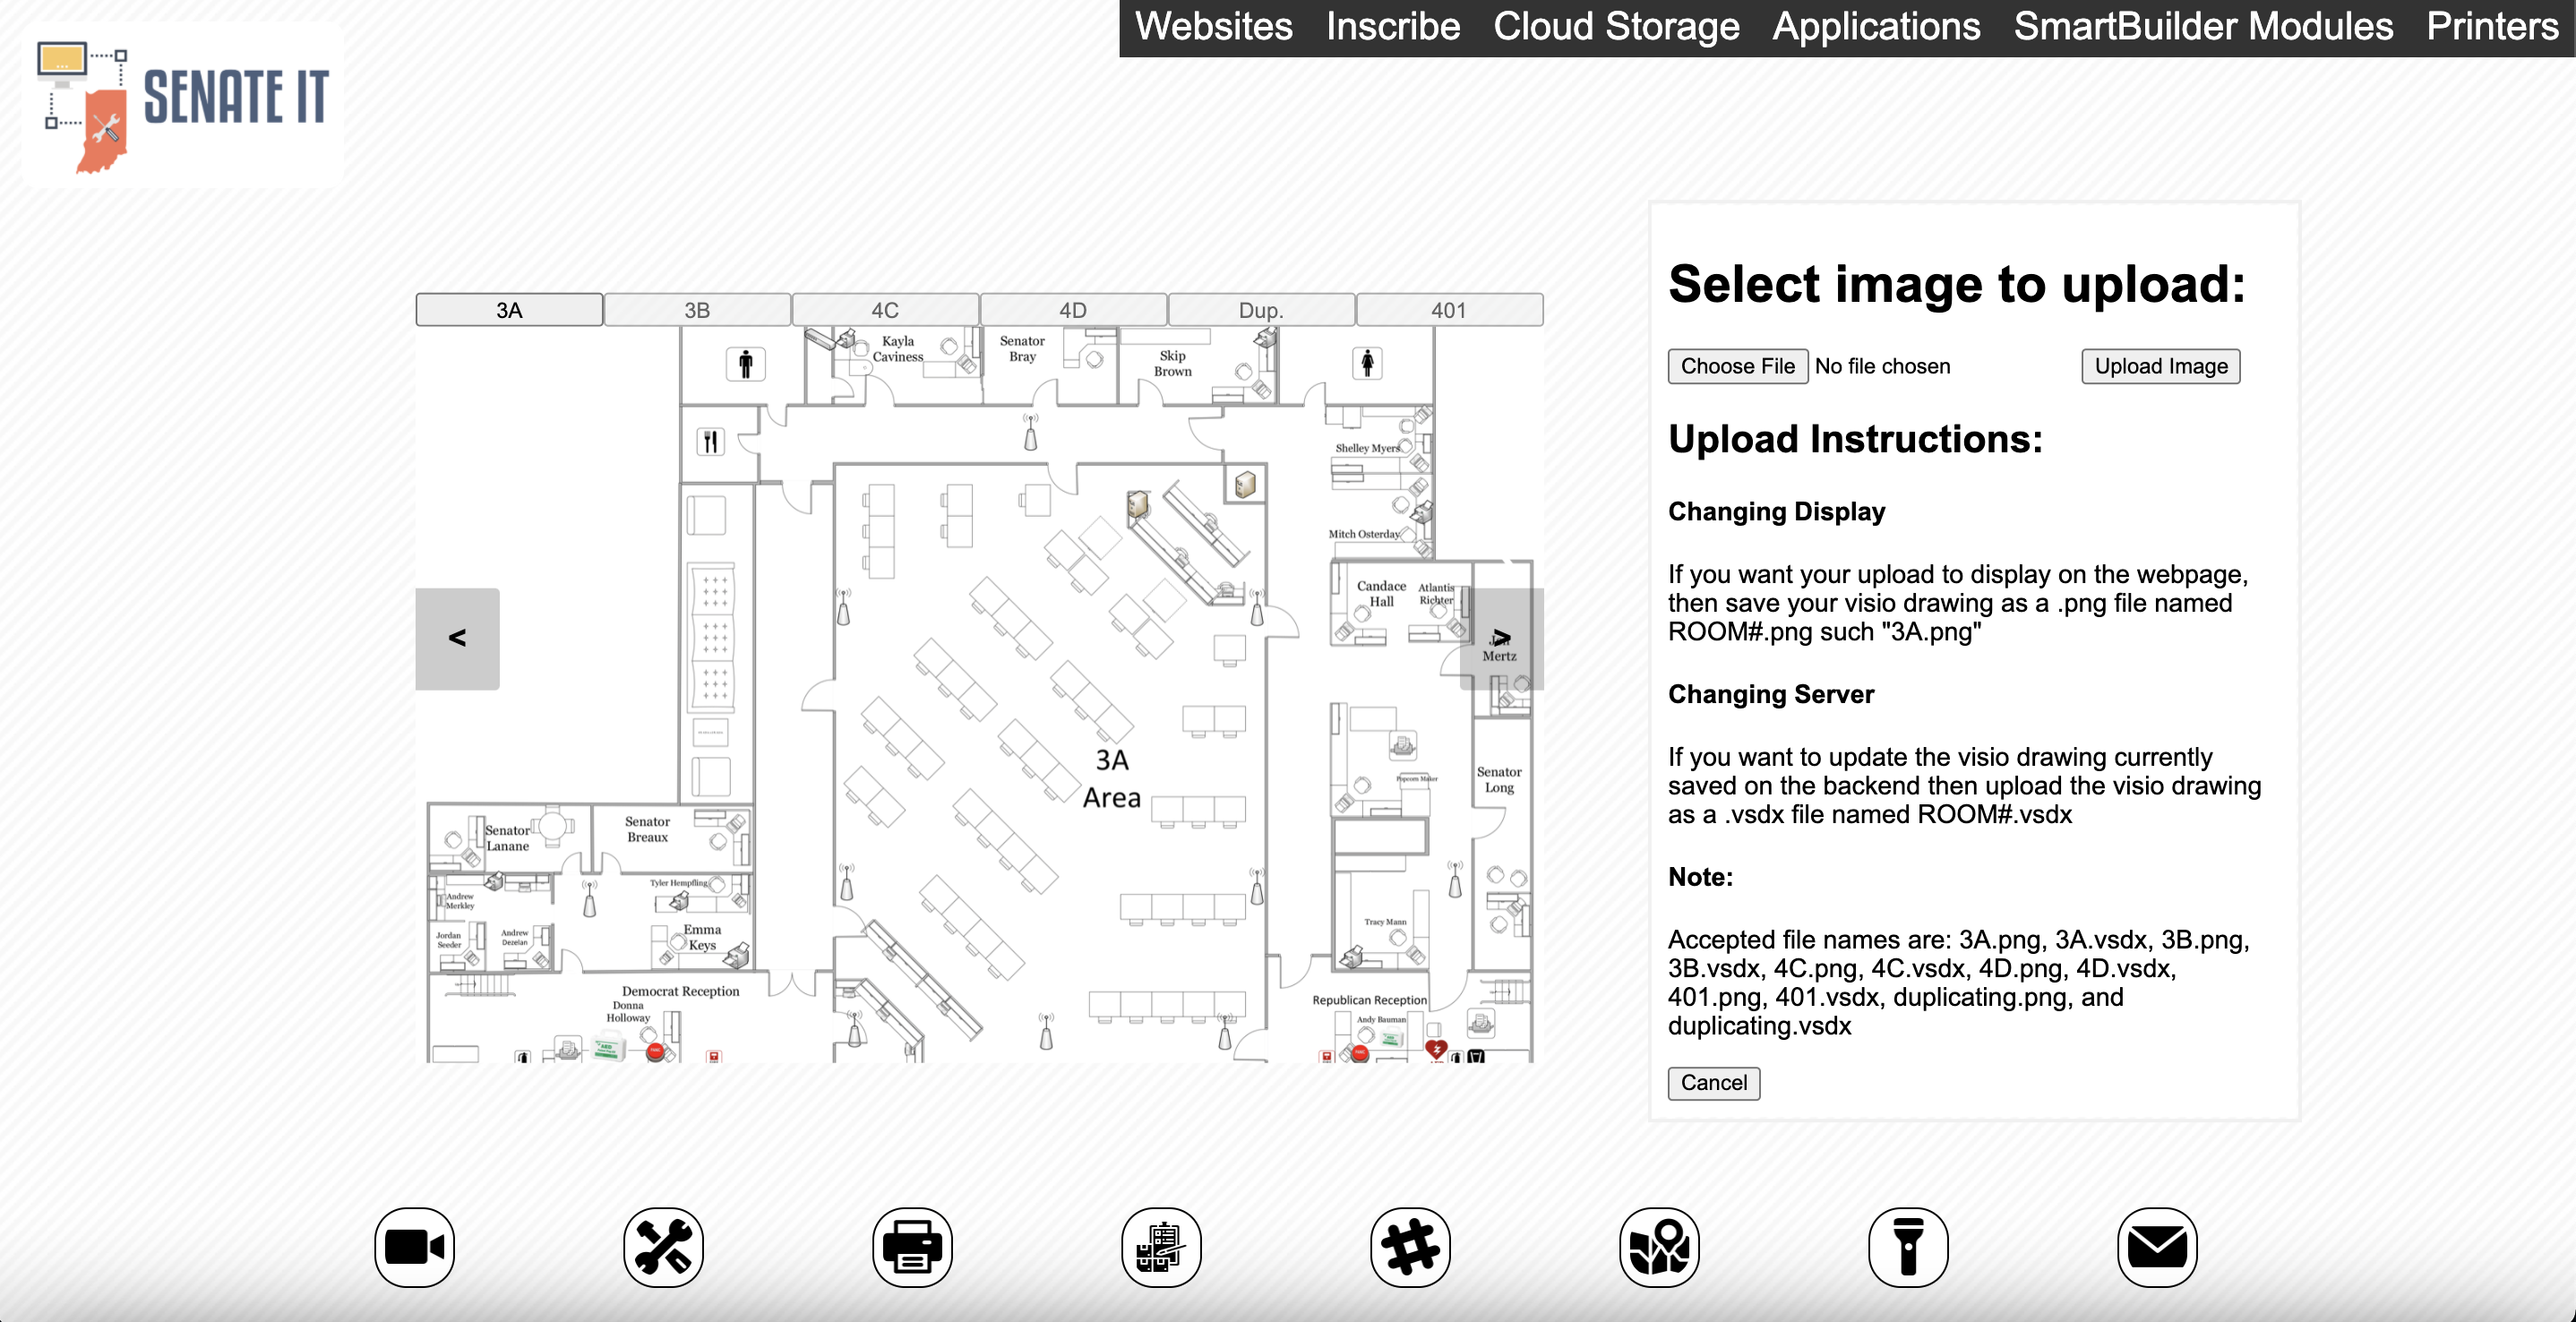 Websites Inscribe Cloud Storage Applications SmartBuilder Modules Printers
SENATE IT
3A 3B 4C 4D Dup. 401
Kayla
Caviness
Senator
Bray
Skip
Brown
Shelley Myers
Mitch Osterday
Candace
Hall
Atlantis
Richter
<
>
Mertz
3A
Area
Popcorn Maker
Senator
Long
Senator
Lanane
Senator
Breaux
Andrew
Merkley
Tyler Hempfling
Jordan
Seeder
Andrew
Dezelan
Emma
Keys
Tracy Mann
Democrat Reception
Donna
Holloway
AED
Republican Reception
Andy Bauman
Select image to upload:
Choose File No file chosen Upload Image
Upload Instructions:
Changing Display
If you want your upload to display on the webpage,
then save your visio drawing as a .png file named
ROOM#.png such "3A.png"
Changing Server
If you want to update the visio drawing currently
saved on the backend then upload the visio drawing
as a .vsdx file named ROOM#.vsdx
Note:
Accepted file names are: 3A.png, 3A.vsdx, 3B.png,
3B.vsdx, 4C.png, 4C.vsdx, 4D.png, 4D.vsdx,
401.png, 401.vsdx, duplicating.png, and
duplicating.vsdx
Cancel